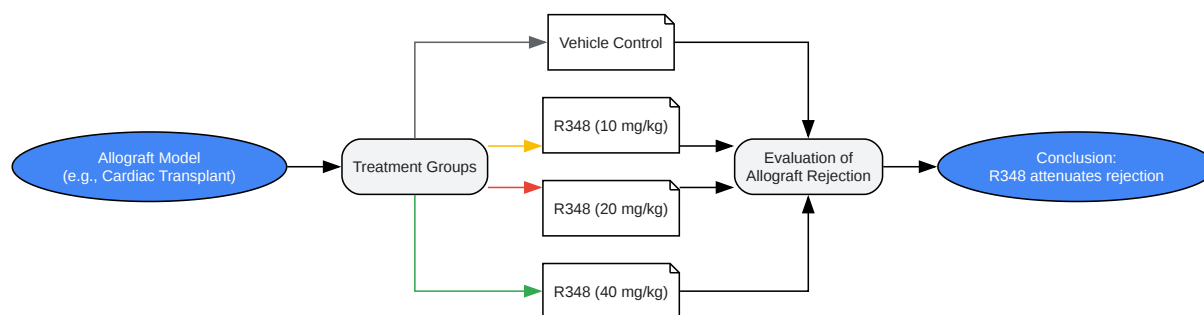 Allograft Model
(e.g., Cardiac Transplant)
Treatment Groups
Vehicle Control
R348 (10 mg/kg)
R348 (20 mg/kg)
R348 (40 mg/kg)
Evaluation of
Allograft Rejection
Conclusion:
R348 attenuates rejection